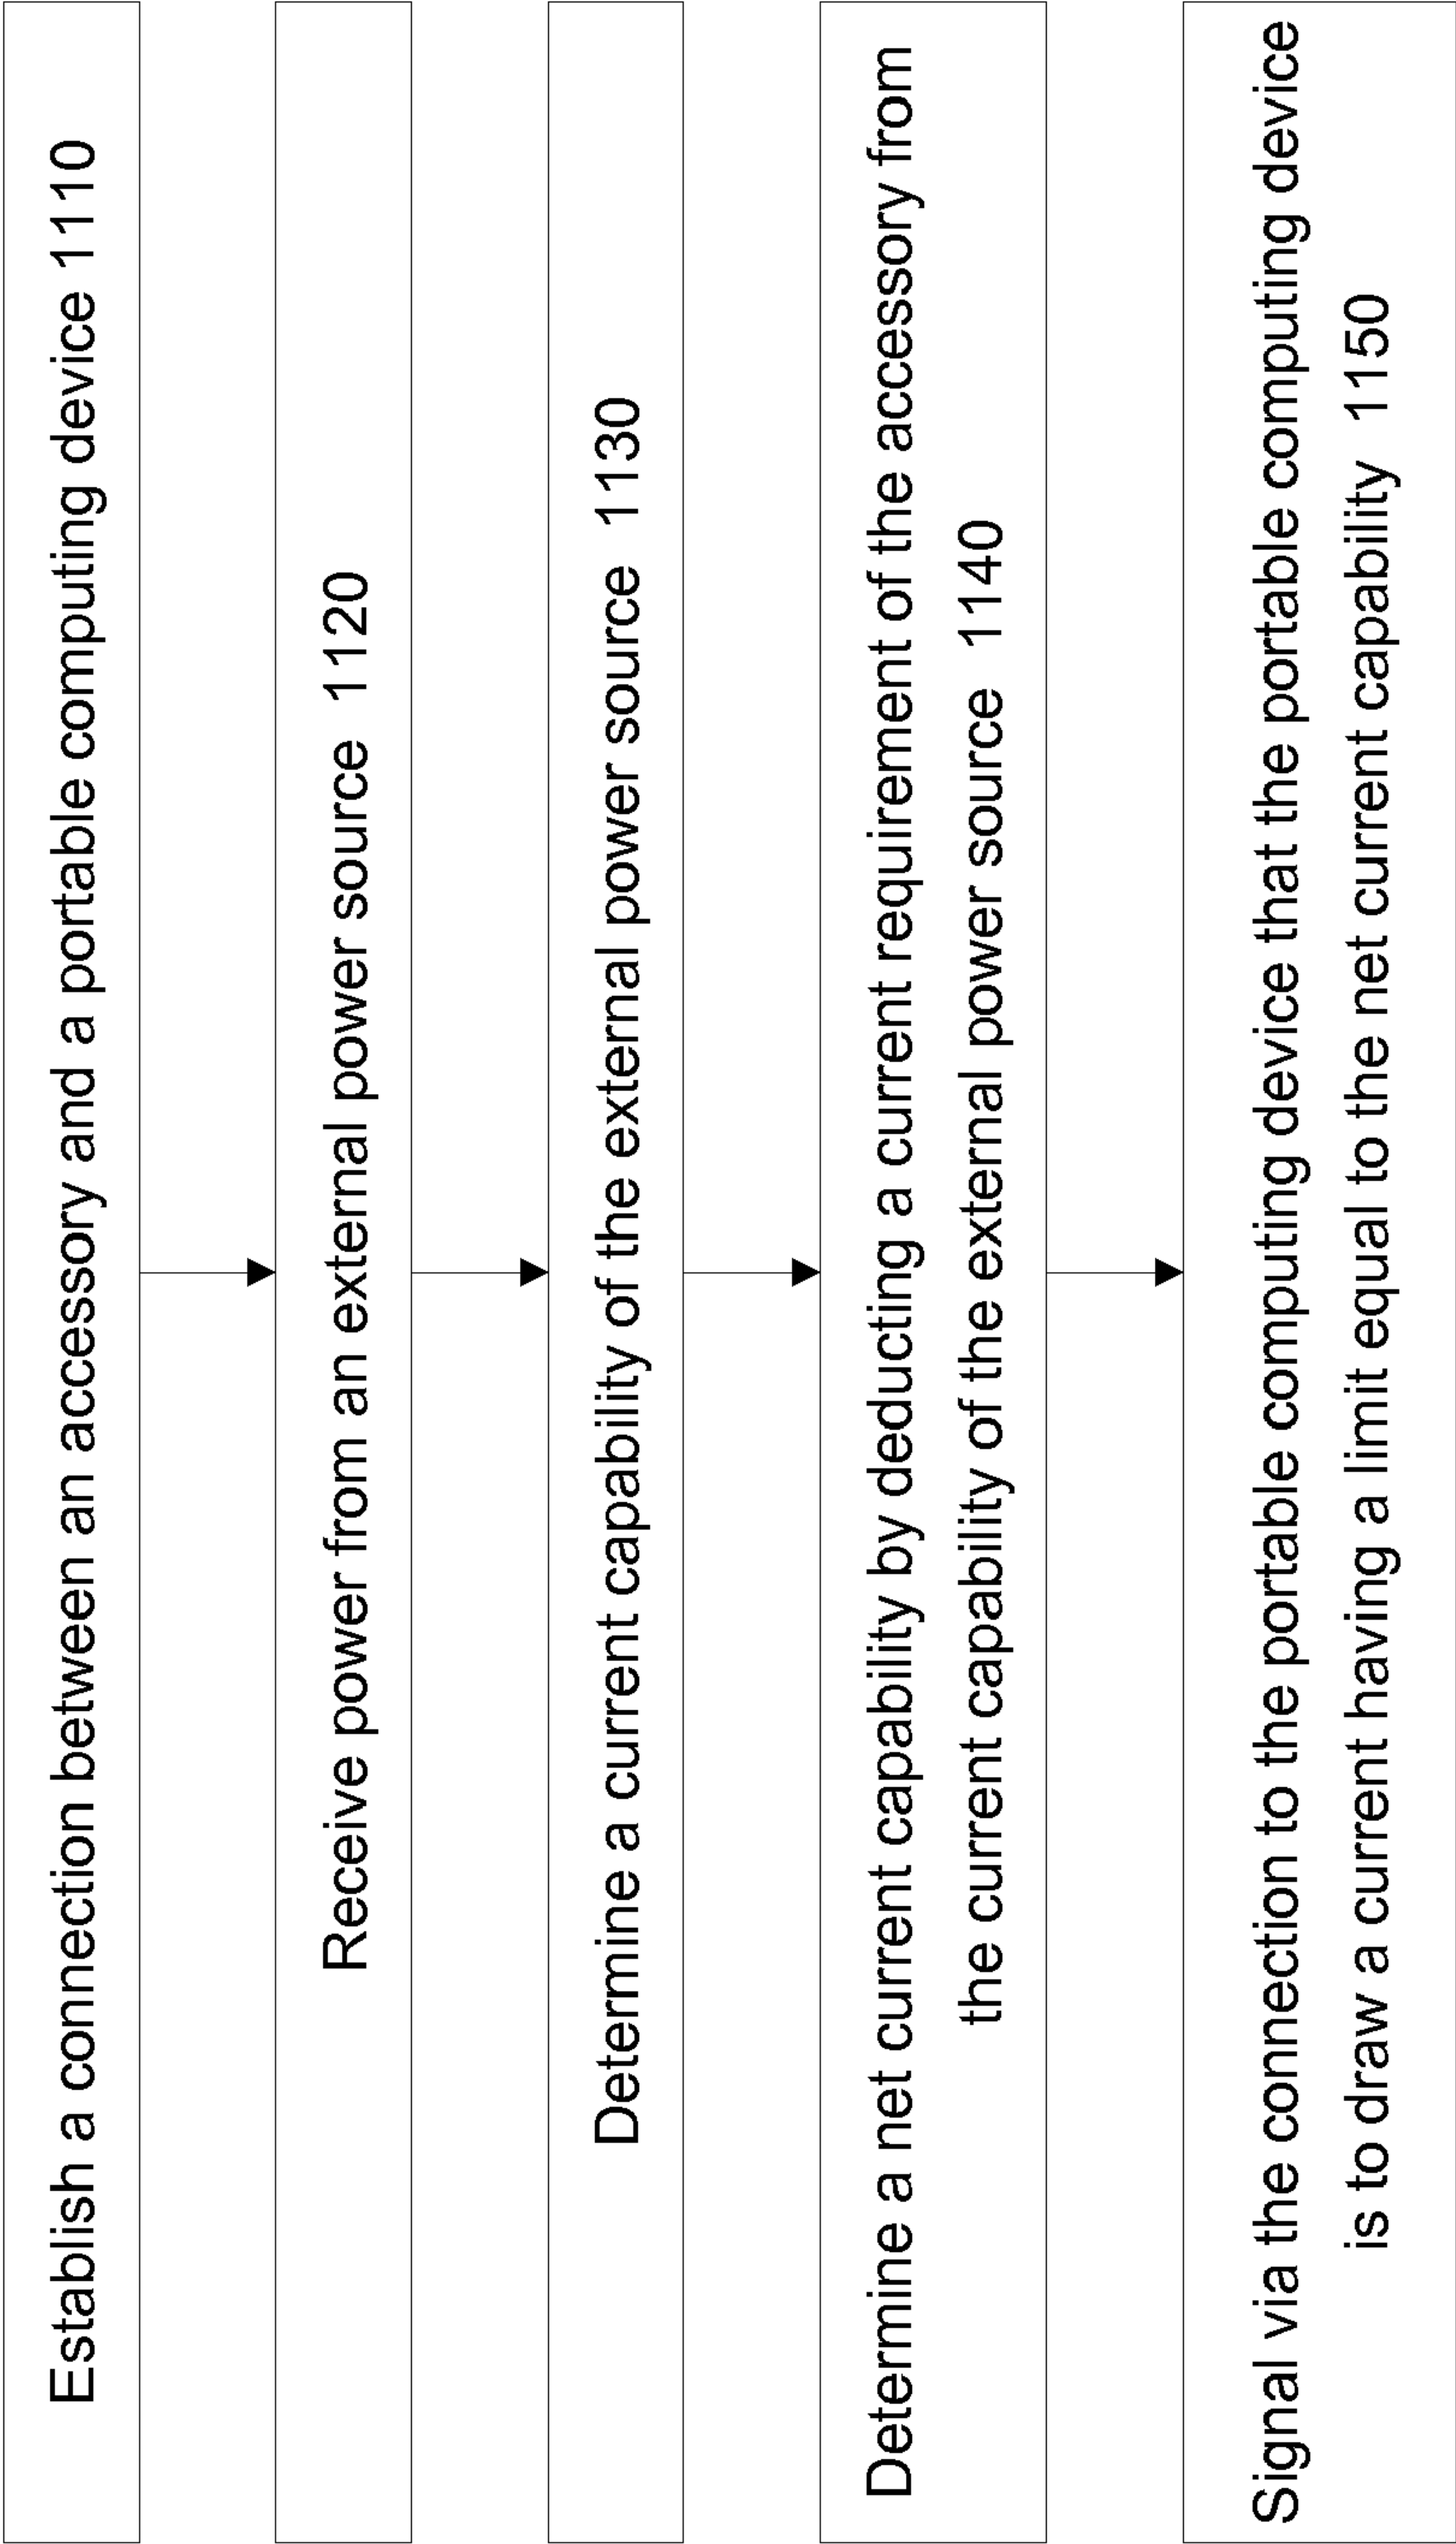 Establish a connection between an accessory and a portable computing device 1110
Receive power from an external power source 1120
Determine a current capability of the external power source 1130
Determine a net current capability by deducting a current requirement of the accessory from
the current capability of the external power source 1140
Signal via the connection to the portable computing device that the portable computing device
is to draw a current having a limit equal to the net current capability 1150